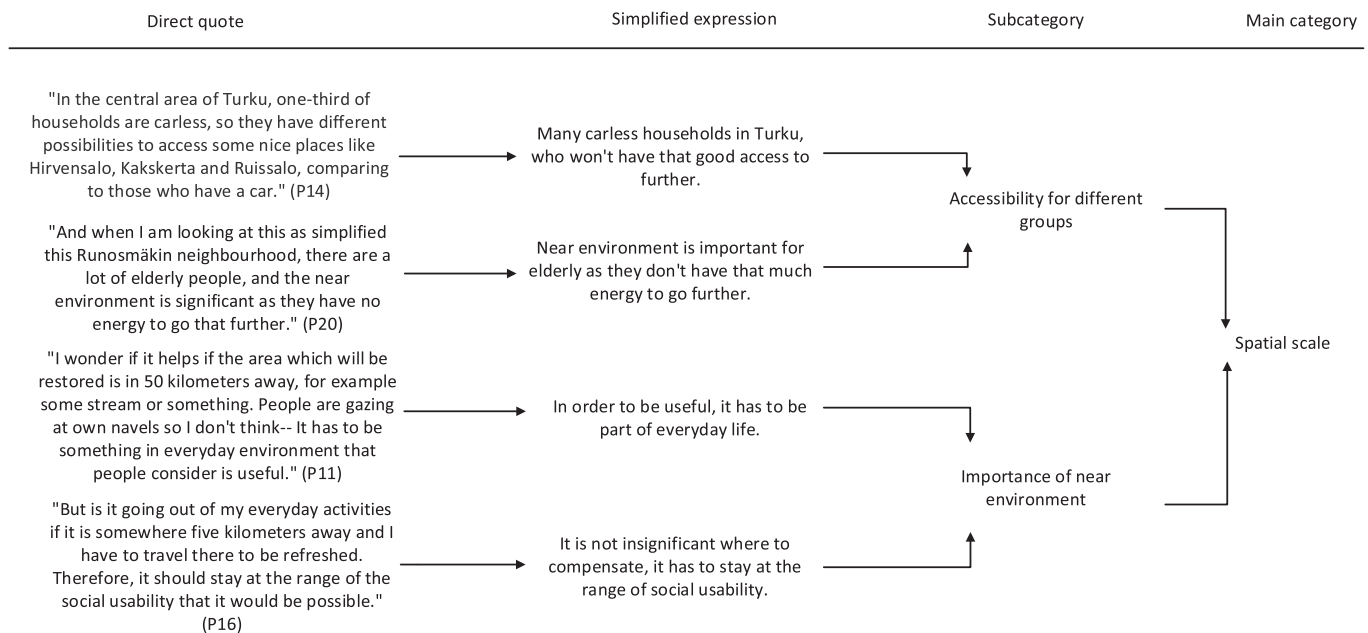 Direct quote
Simplified expression
Subcategory
Main category
"In the central area of Turku, one-third of
households are carless, so they have different
possibilities to access some nice places like
Hirvensalo, Kakskerta and Ruissalo, comparing
to those who have a car." (P14)
Many carless households in Turku,
who won't have that good access to
further.
"And when I am looking at this as simplified
this Runosmäkin neighbourhood, there are a
lot of elderly people, and the near
environment is significant as they have no
energy to go that further." (P20)
Near environment is important for
elderly as they don't have that much
energy to go further.
Accessibility for different
groups
"I wonder if it helps if the area which will be
restored is in 50 kilometers away, for example
some stream or something. People are gazing
at own navels so I don't think-- It has to be
something in everyday environment that
people consider is useful." (P11)
In order to be useful, it has to be
part of everyday life.
"But is it going out of my everyday activities
if it is somewhere five kilometers away and I
have to travel there to be refreshed.
Therefore, it should stay at the range of the
social usability that it would be possible."
(P16)
It is not insignificant where to
compensate, it has to stay at the
range of social usability.
Importance of near
environment
Spatial scale